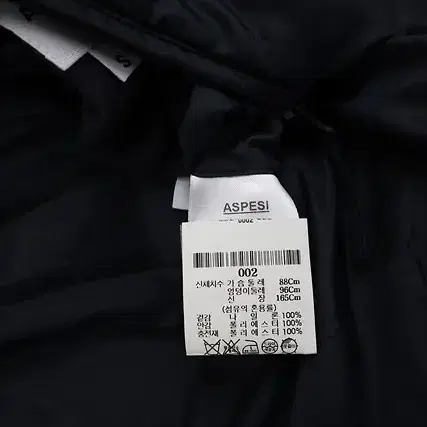 S
ASPESI
002
신체치수 가슴둘레 88Cm
엉덩이둘레 96Cm
신 장 165Cm
(섬유의 혼용률)
겉감 나 일 론 100%
안감 폴리에스터 100%
충전재 폴리에스터 100%